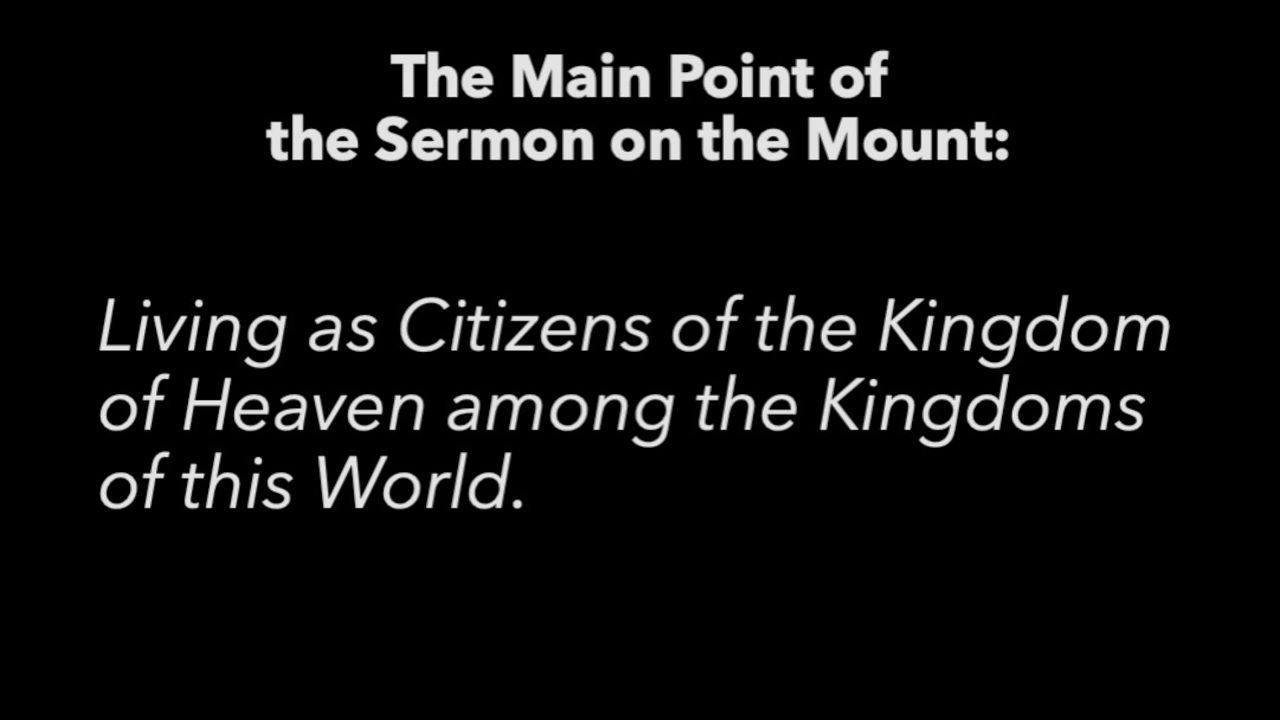 The Main Point of
the Sermon on the Mount:
Living as Citizens of the Kingdom
of Heaven among the Kingdoms
of this World.